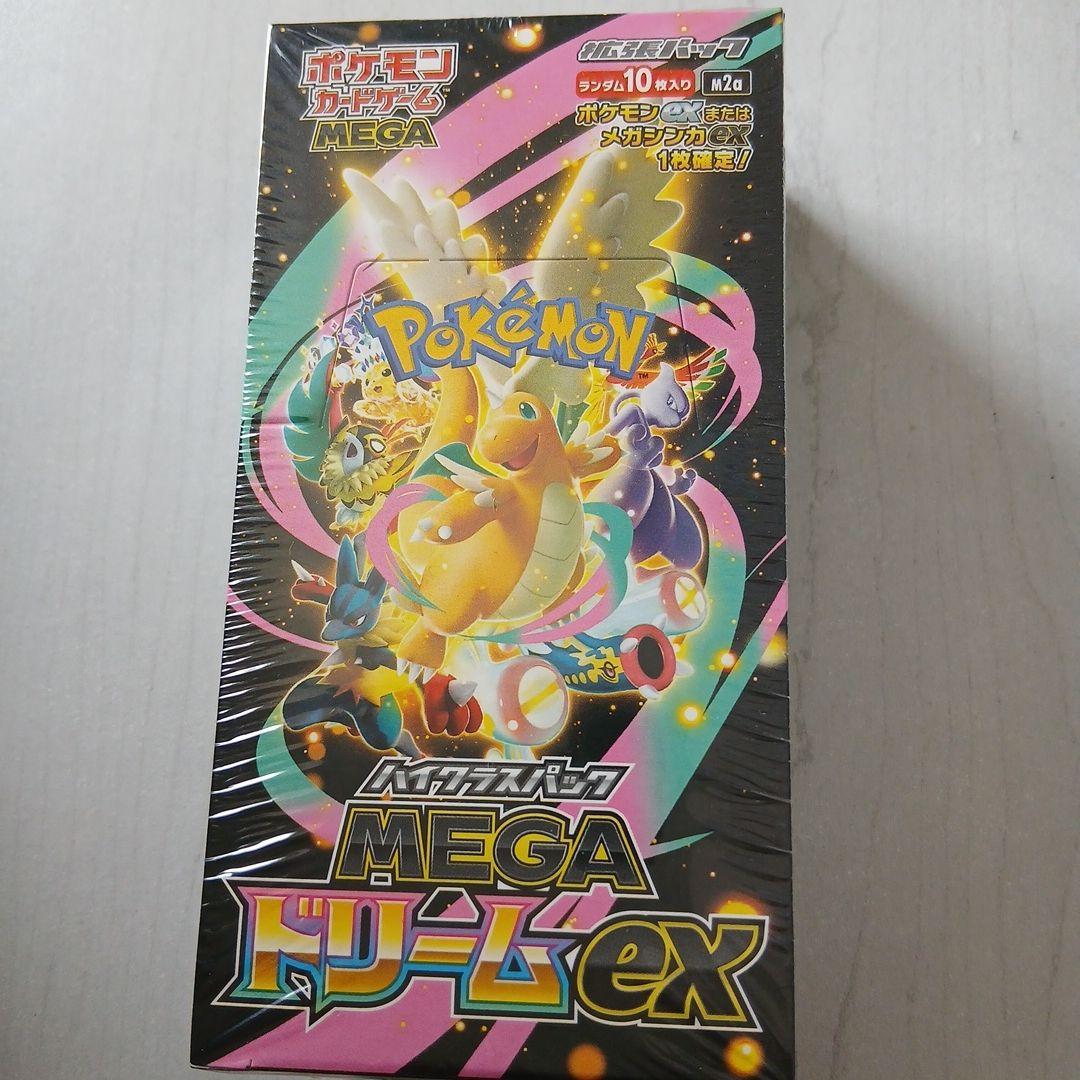 ポケモン
カードゲーム™
MEGA
拡張パック
ランダム10枚入り M2a
ポケモンexまたは
メガシンカex
1枚確定!
POKéMON™
ハイクラスパック
MEGA
ドリームex